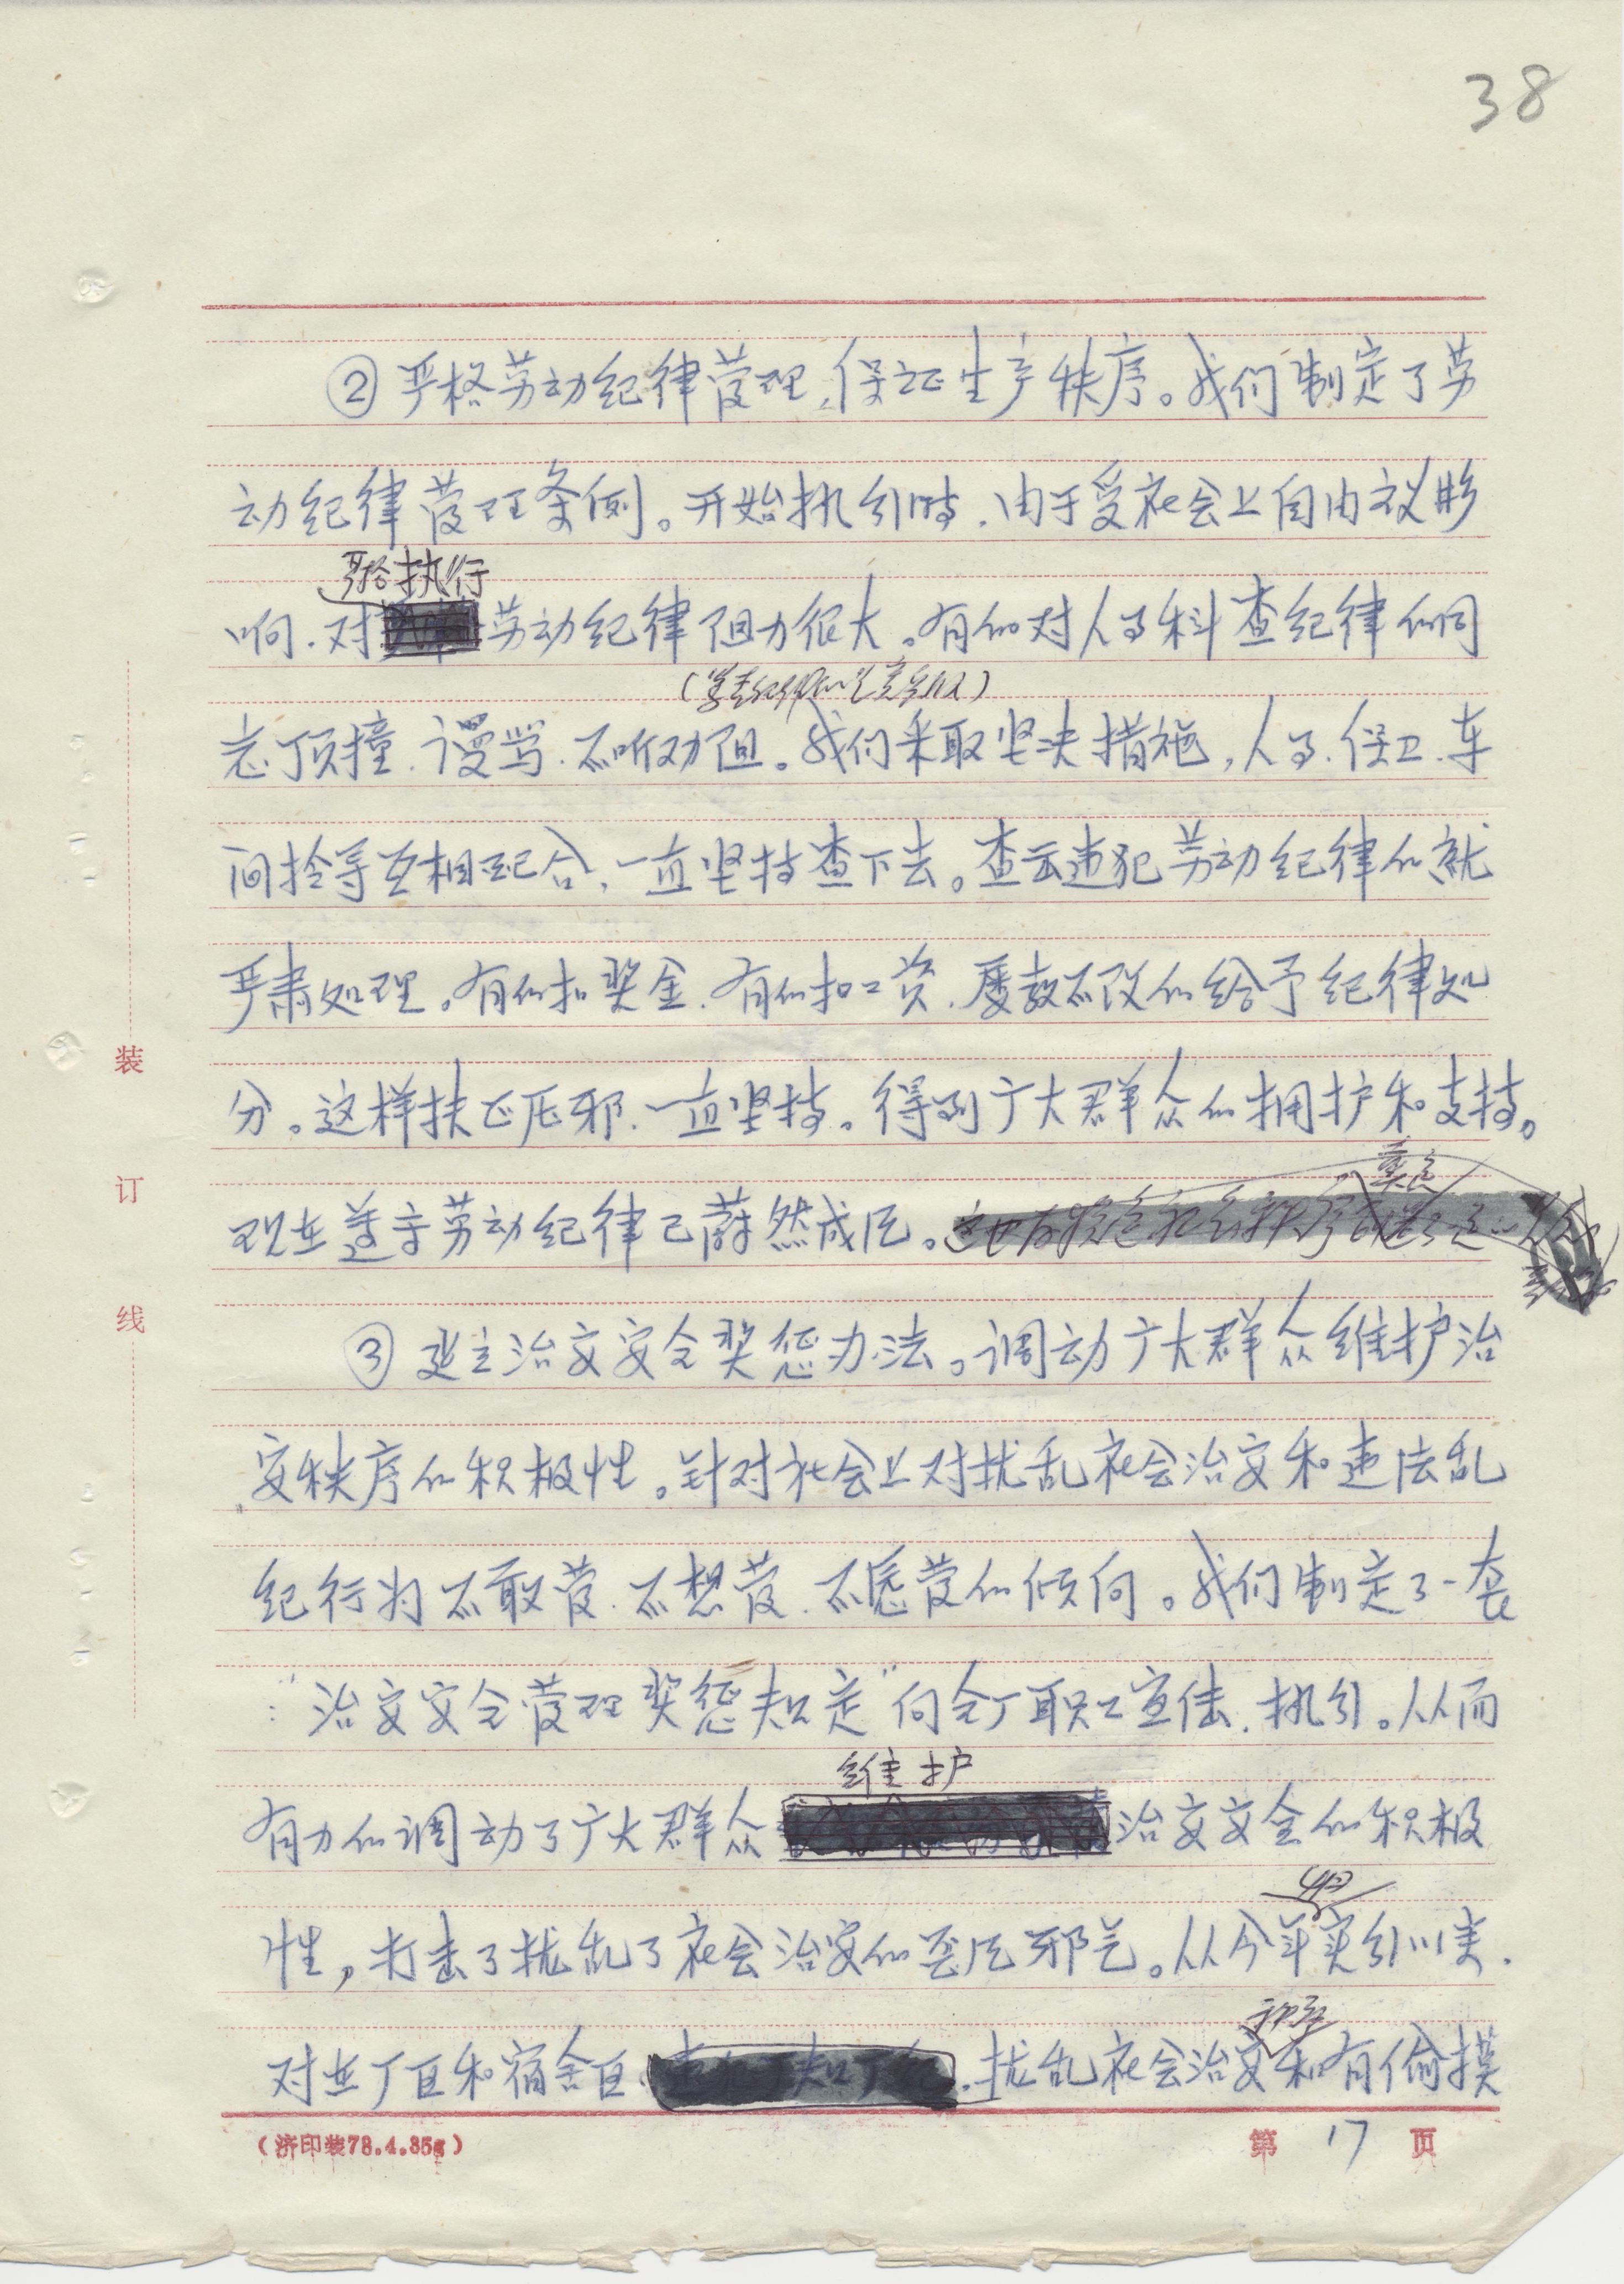 38
②严格劳动纪律管理,保证生产秩序。我们制定了劳
动纪律管理条例。开始执行时,由于受社会上自由议影
严格执行
响.对劳动纪律阻力很大。有的对人事科查纪律的同
志顶撞.谩骂.不听劝阻。我们采取坚决措施,人事.保卫.车
间拴等互相配合,一直坚持查下去。查出违犯劳动纪律的就
严肃处理。有的扣奖金.有的扣工资.屡教不改的给予纪律处
分。这样扶正压邪.一直坚持。得到广大群众的拥护和支持。
现在遵守劳动纪律已蔚然成风。
③建立治安安全奖惩办法。调动广大群众维护治
安秩序的积极性。针对社会上对扰乱社会治安和违法乱
纪行为不敢管.不想管.不愿管的倾向。我们制定了一套
“治安安全管理奖惩规定”向全厂职工宣传.执行。从而
维护
有力的调动了广大群众治安安全的积极
性,打击了扰乱了社会治安的歪风邪气。从今年实行以来.
秩序
对在厂区和宿舍区.扰乱社会治安和有偷摸
装
订
线
(济印装78.4.35g)
第 17 页